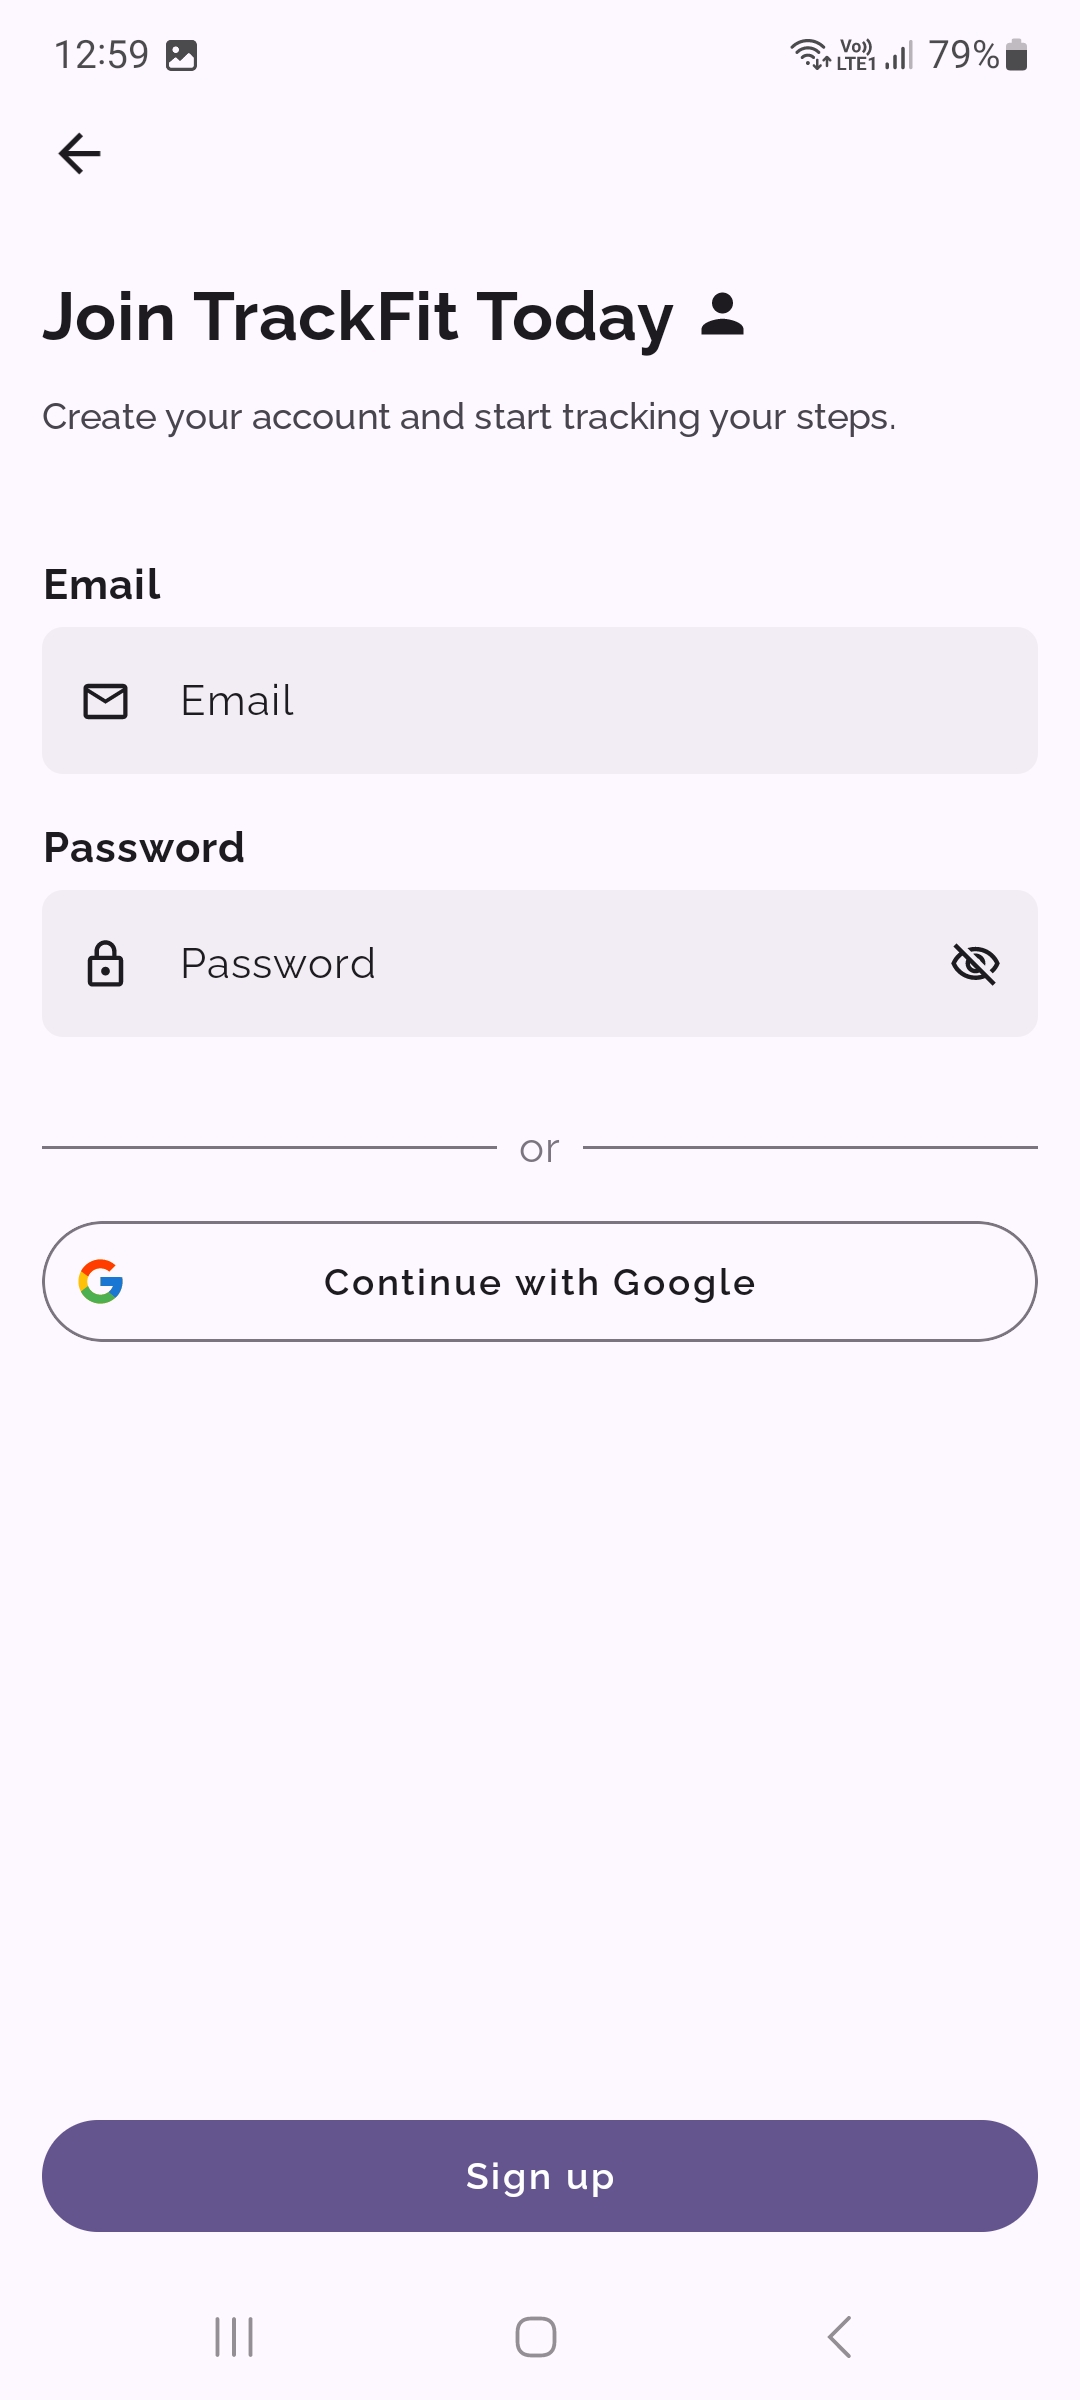 12:59
Vo)) LTE1 79%
Join TrackFit Today
Create your account and start tracking your steps.
Email
Email
Password
Password
or
Continue with Google
Sign up